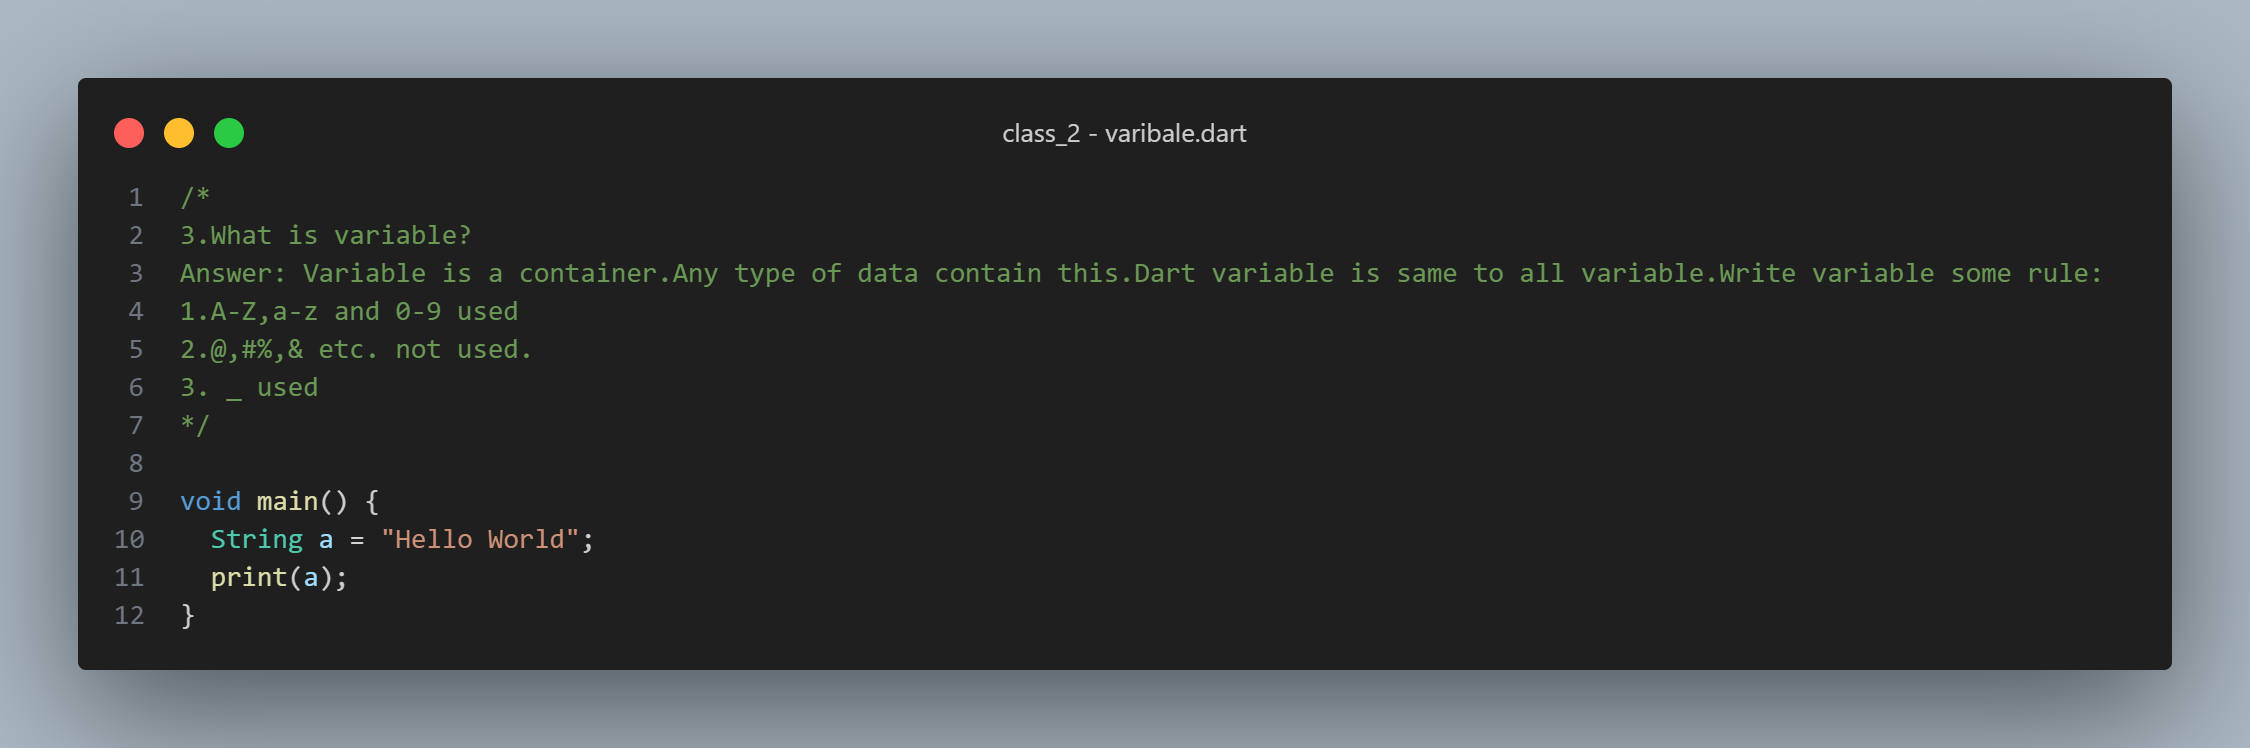 class_2 - varibale.dart
1 /*
2 3.What is variable?
3 Answer: Variable is a container.Any type of data contain this.Dart variable is same to all variable.Write variable some rule:
4 1.A-Z,a-z and 0-9 used
5 2.@,#%,& etc. not used.
6 3. _ used
7 */
8
9 void main() {
10   String a = "Hello World";
11   print(a);
12 }